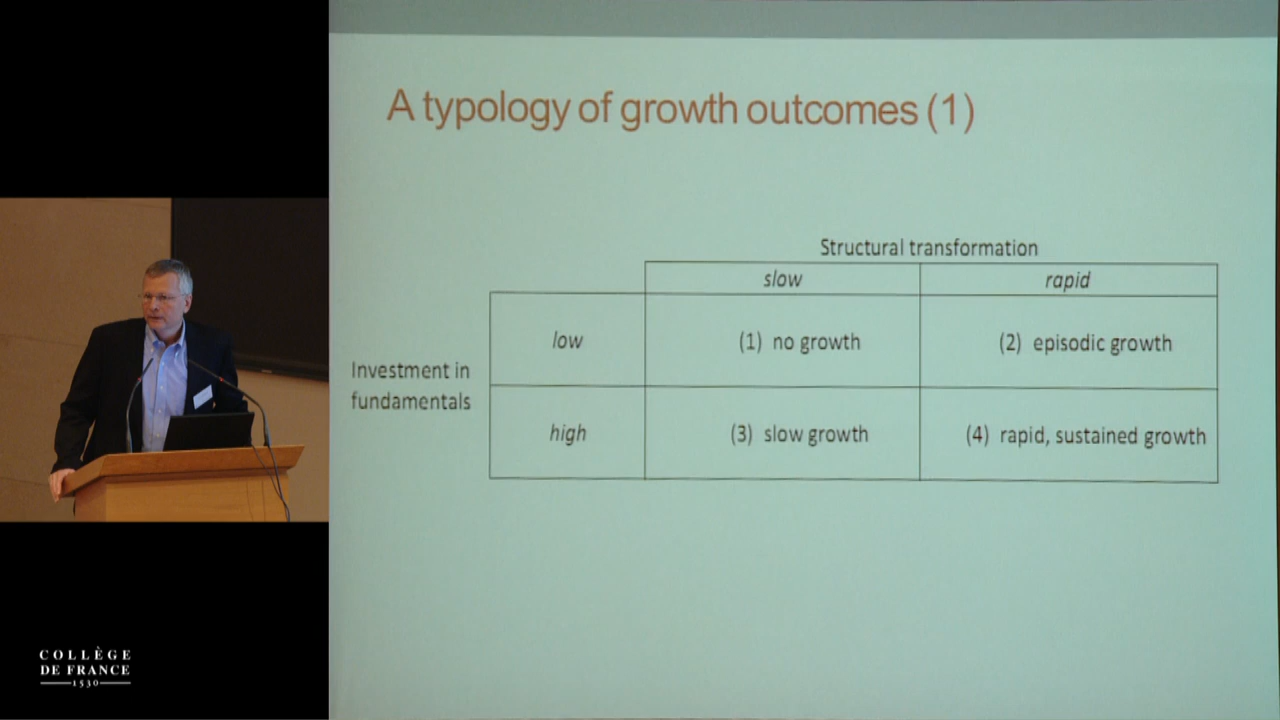 A typology of growth outcomes (1)
Structural transformation
slow rapid
low (1) no growth (2) episodic growth
Investment in
fundamentals
high (3) slow growth (4) rapid, sustained growth
COLLÈGE
DE FRANCE
1530